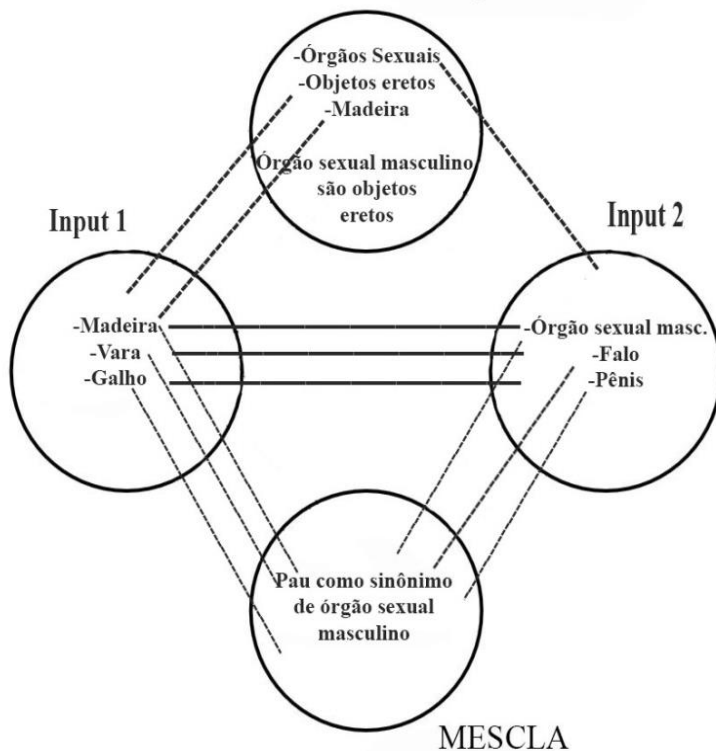 -Órgãos Sexuais
-Objetos eretos
-Madeira
Órgão sexual masculino
são objetos
eretos
Input 1
Input 2
-Madeira
-Vara
-Galho
-Órgão sexual masc.
-Falo
-Pênis
Pau como sinônimo
de órgão sexual
masculino
MESCLA